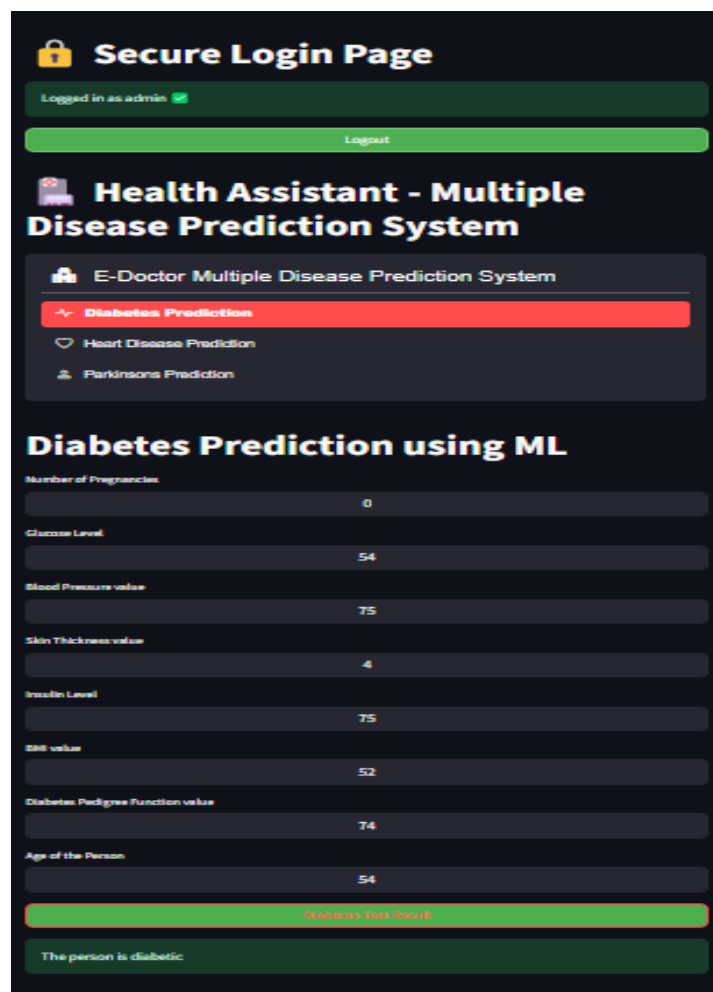 Secure Login Page
Logged in as admin ✅
Logout
Health Assistant - Multiple
Disease Prediction System
E-Doctor Multiple Disease Prediction System
Diabetes Prediction
Heart Disease Prediction
Parkinsons Prediction
Diabetes Prediction using ML
Number of Pregnancies
0
Glucose Level
54
Blood Pressure value
75
Skin Thickness value
4
Insulin Level
75
BMI value
52
Diabetes Pedigree Function value
74
Age of the Person
54
Diabetes Test Result
The person is diabetic